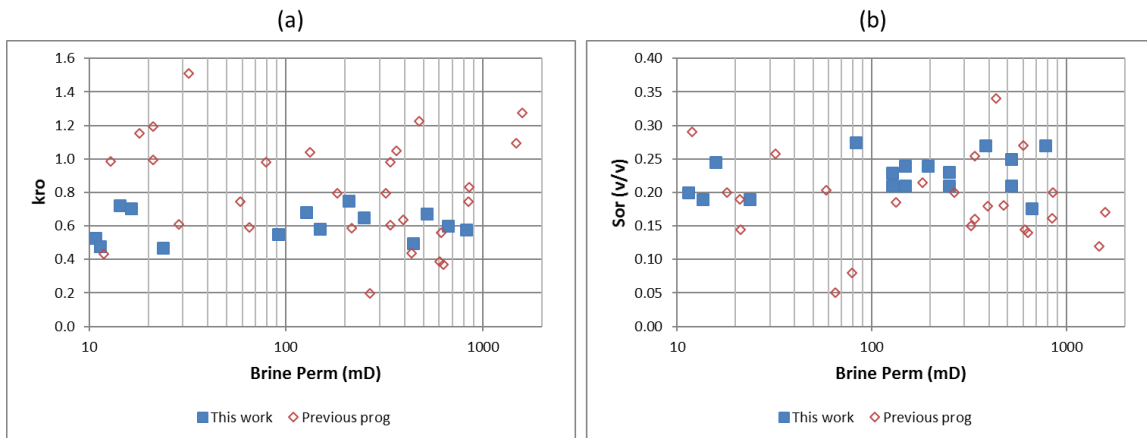 (a)
(b)
1.6
1.4
1.2
1.0
0.8
0.6
0.4
0.2
0.0
kro
10
100
1000
Brine Perm (mD)
This work
Previous prog
0.40
0.35
0.30
0.25
0.20
0.15
0.10
0.05
0.00
Sor (v/v)
10
100
1000
Brine Perm (mD)
This work
Previous prog